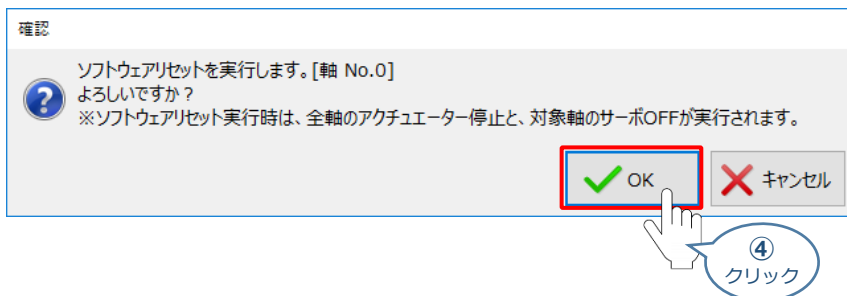 確認
ソフトウェアリセットを実行します。[軸 No.0]
よろしいですか？
※ソフトウェアリセット実行時は、全軸のアクチュエーター停止と、対象軸のサーボOFFが実行されます。
OK
キャンセル
④
クリック